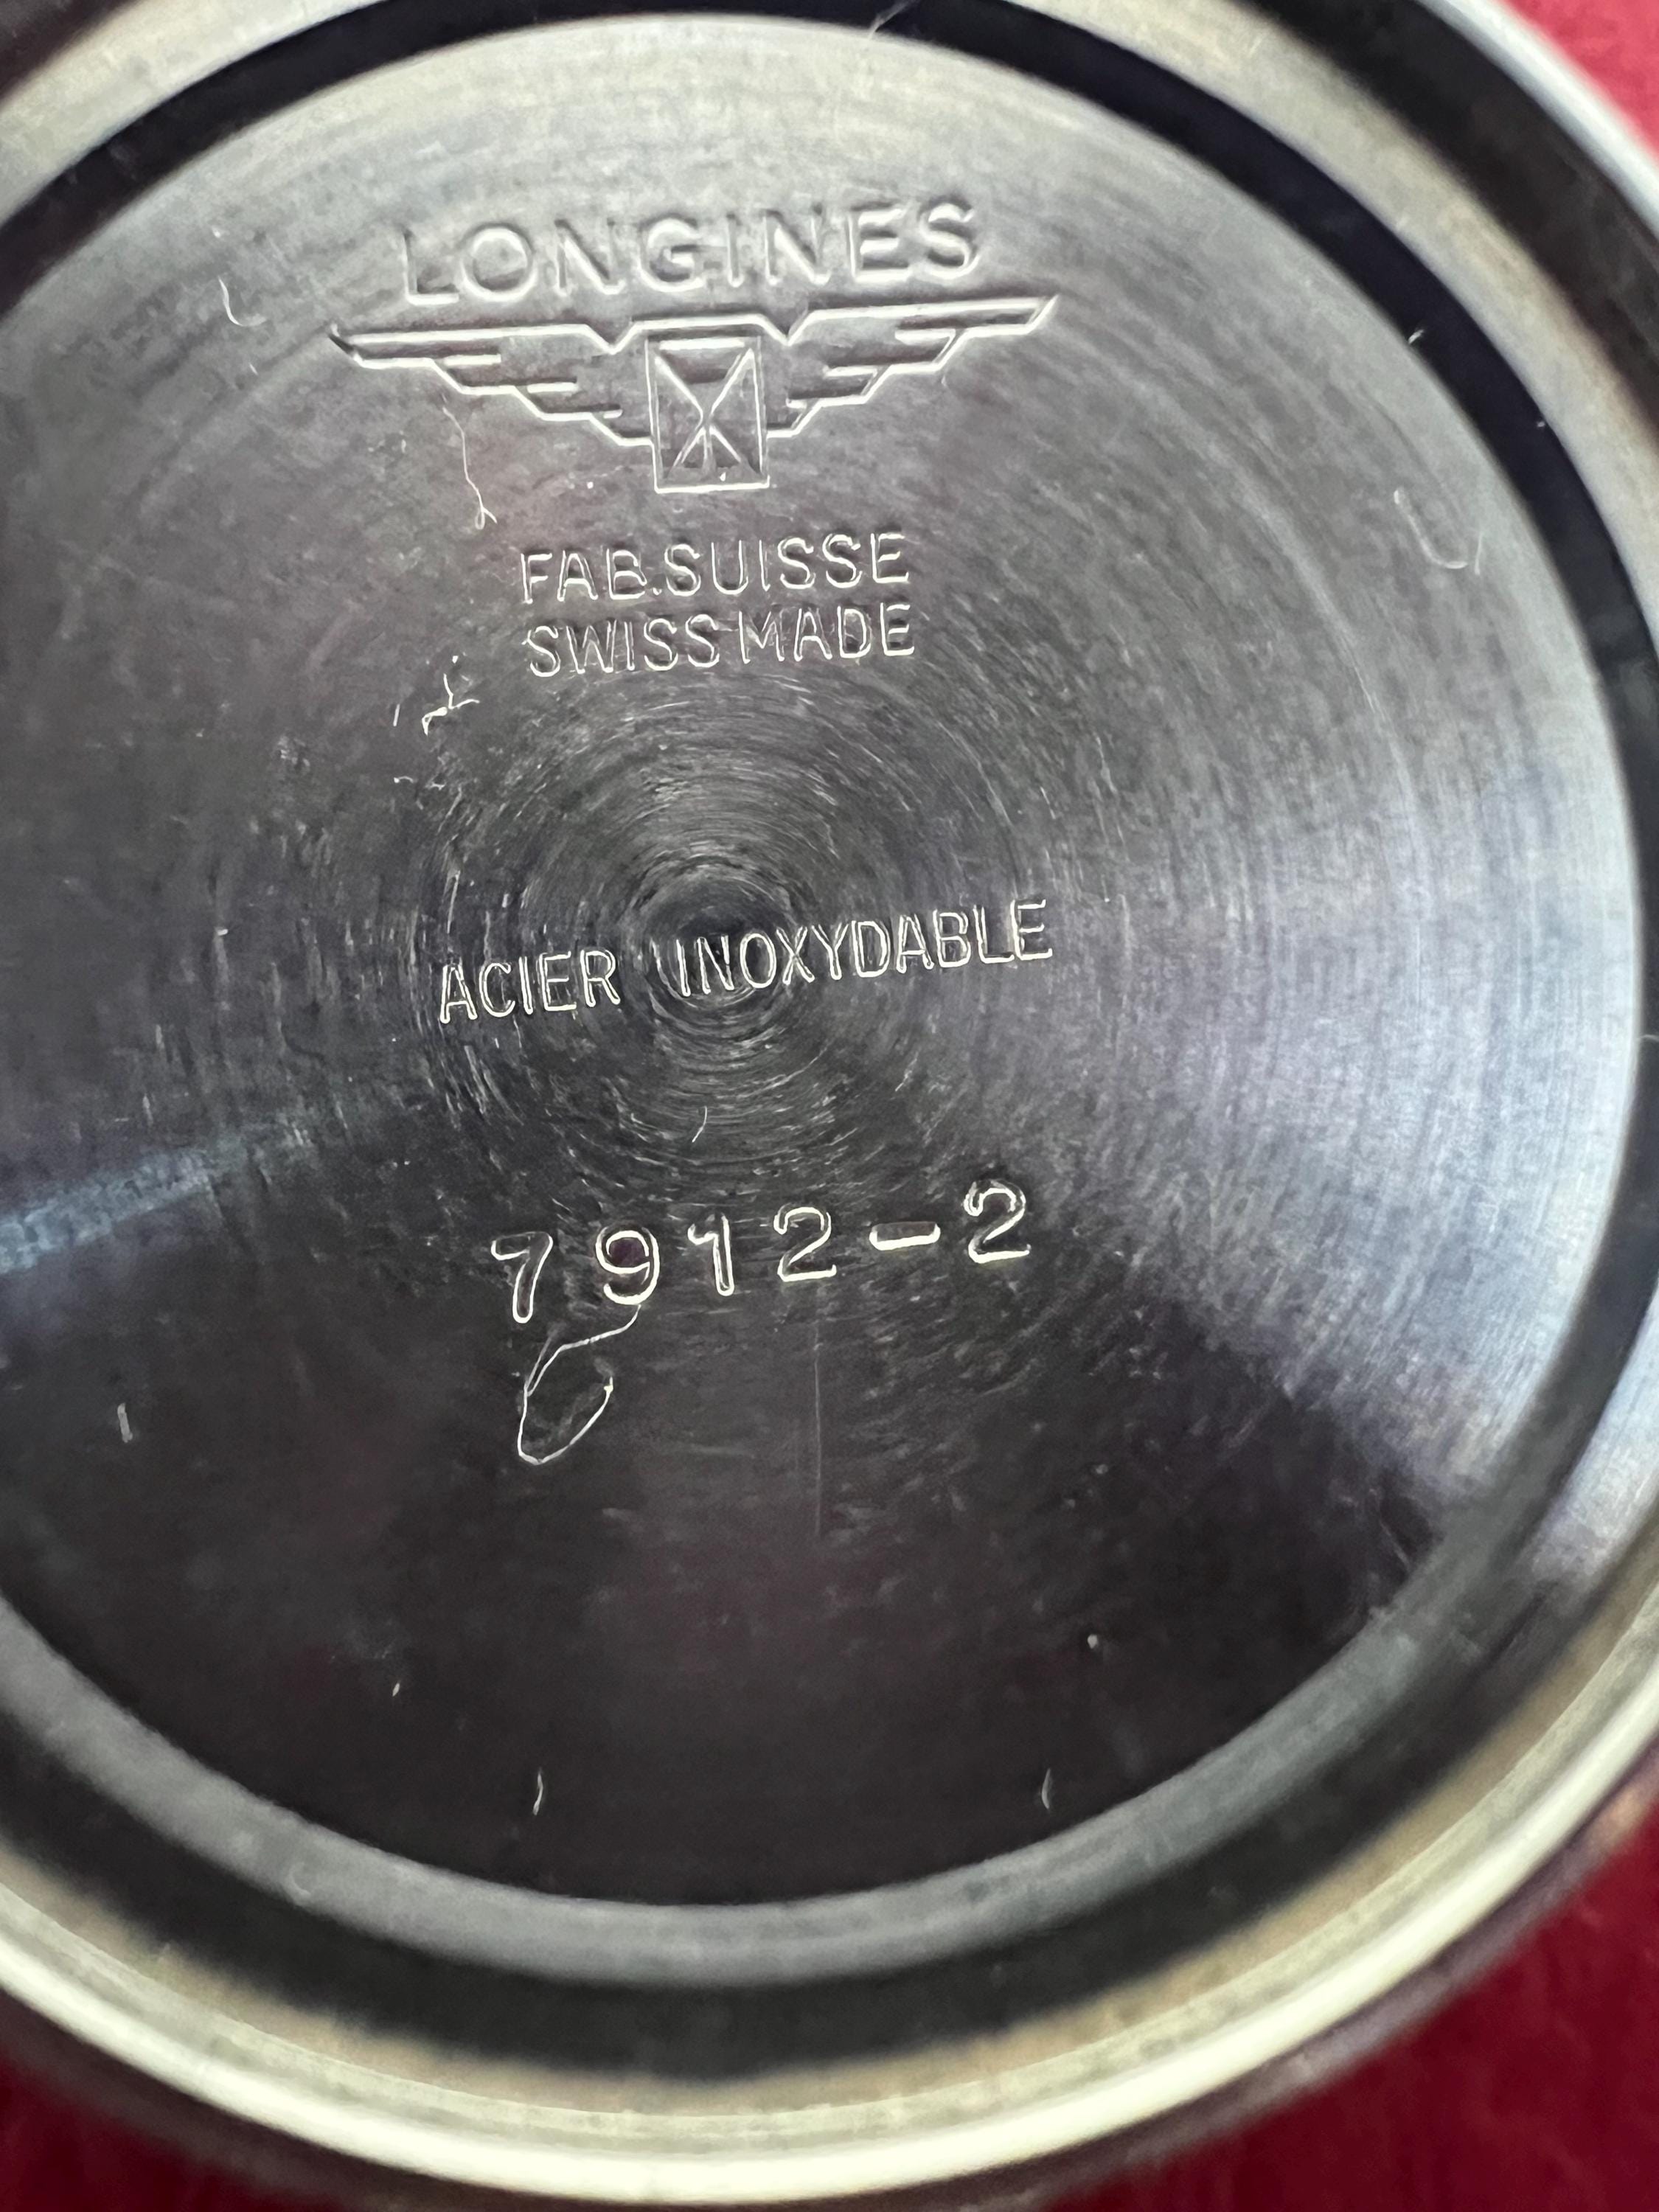 LONGINES
FAB.SUISSE
SWISS MADE
ACIER INOXYDABLE
7912-2